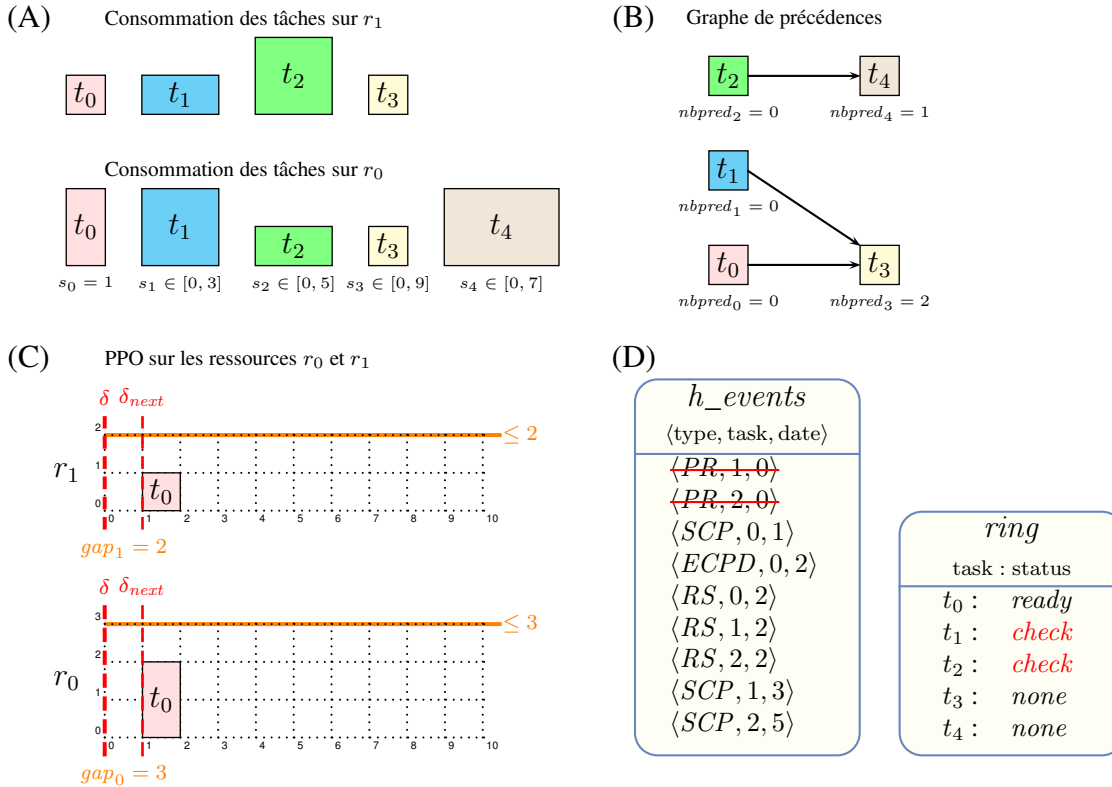 (A)
Consommation des tâches sur r₁
t₀ t₁ t₂ t₃
Consommation des tâches sur r₀
t₀ t₁ t₂ t₃ t₄
s₀ = 1 s₁ ∈ [0, 3] s₂ ∈ [0, 5] s₃ ∈ [0, 9] s₄ ∈ [0, 7]
(B)
Graphe de précédences
t₂ t₄
nbpred₂ = 0 nbpred₄ = 1
t₁
nbpred₁ = 0
t₀ t₃
nbpred₀ = 0 nbpred₃ = 2
(C)
PPO sur les ressources r₀ et r₁
δ δₙₑₓₜ
2 ≤ 2
1
r₁ t₀
0
0 1 2 3 4 5 6 7 8 9 10
gap₁ = 2
δ δₙₑₓₜ
3 ≤ 3
2
r₀ t₀
1
0
0 1 2 3 4 5 6 7 8 9 10
gap₀ = 3
(D)
h_events
⟨type, task, date⟩
⟨PR, 1, 0⟩
⟨PR, 2, 0⟩
⟨SCP, 0, 1⟩
⟨ECPD, 0, 2⟩
⟨RS, 0, 2⟩
⟨RS, 1, 2⟩
⟨RS, 2, 2⟩
⟨SCP, 1, 3⟩
⟨SCP, 2, 5⟩
ring
task : status
t₀ : ready
t₁ : check
t₂ : check
t₃ : none
t₄ : none